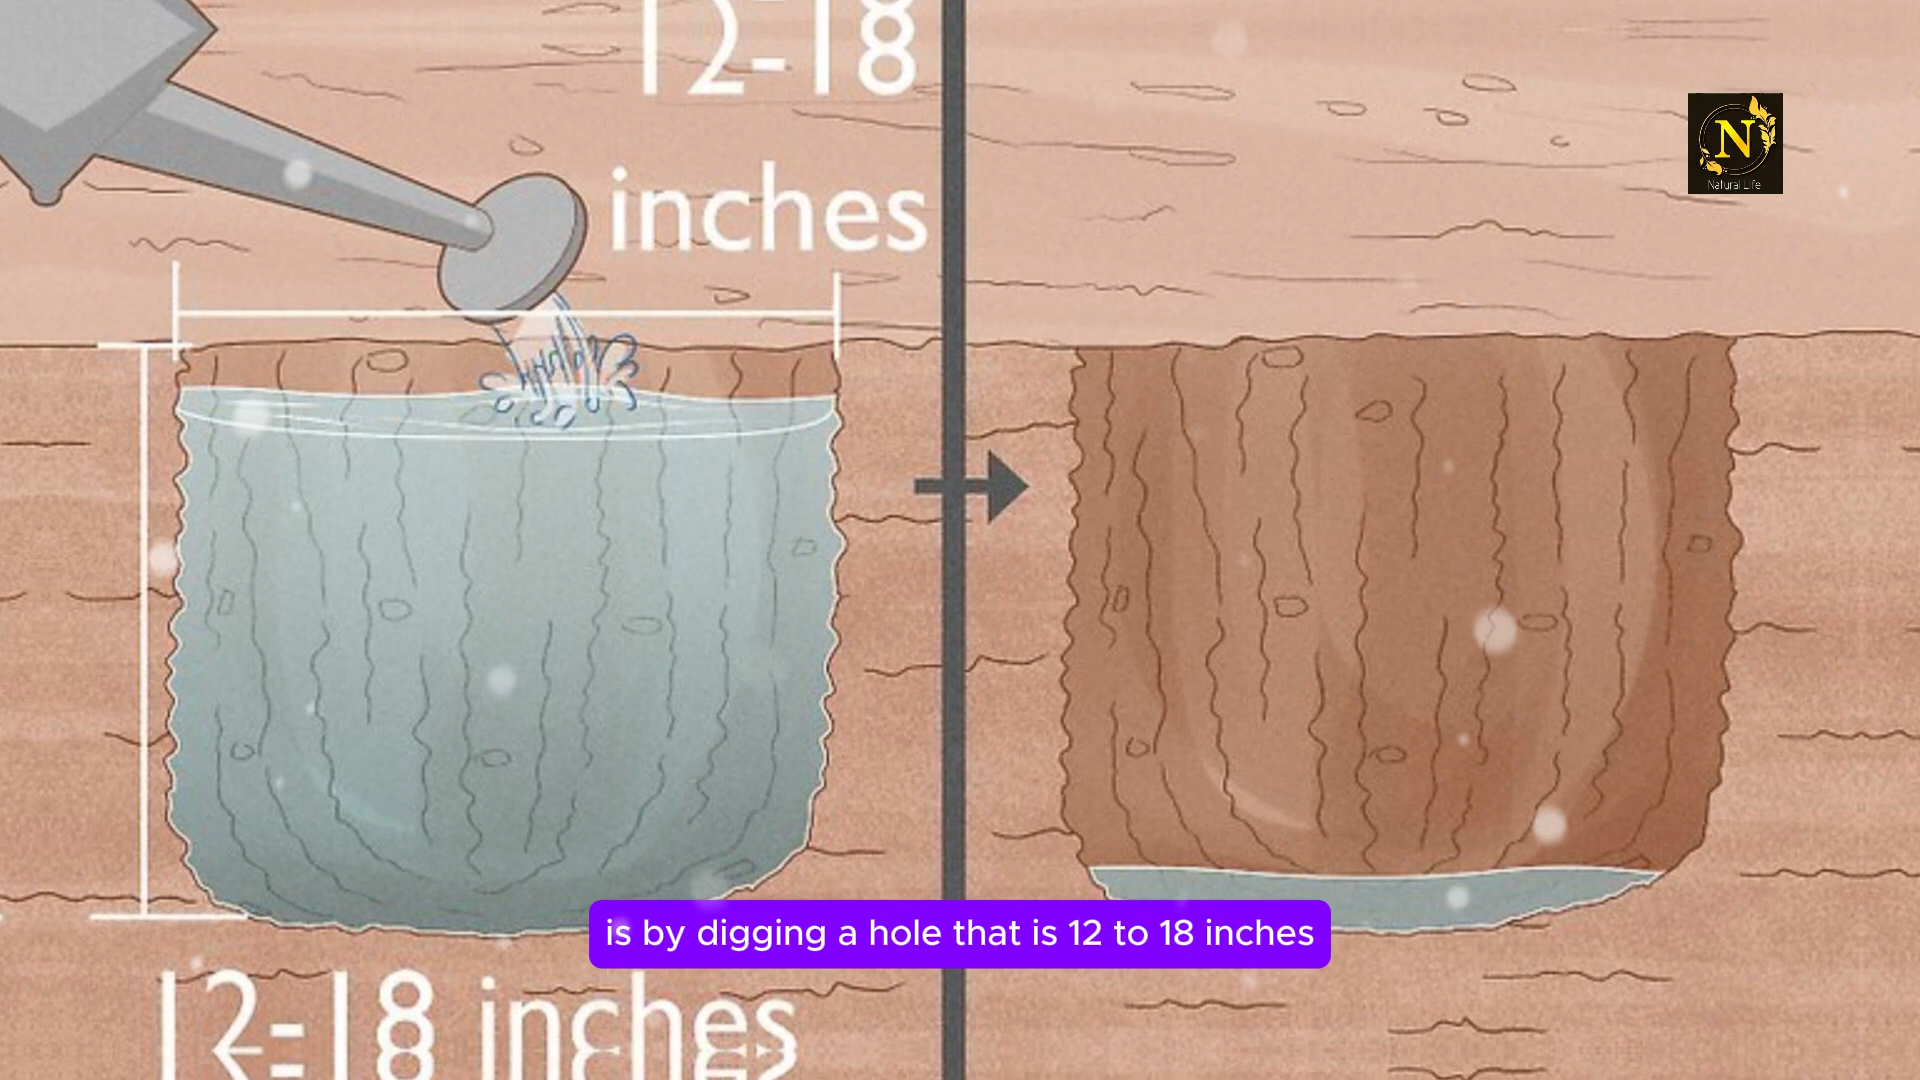 12-18
inches
N
Natural Life
is by digging a hole that is 12 to 18 inches
12-18 inches